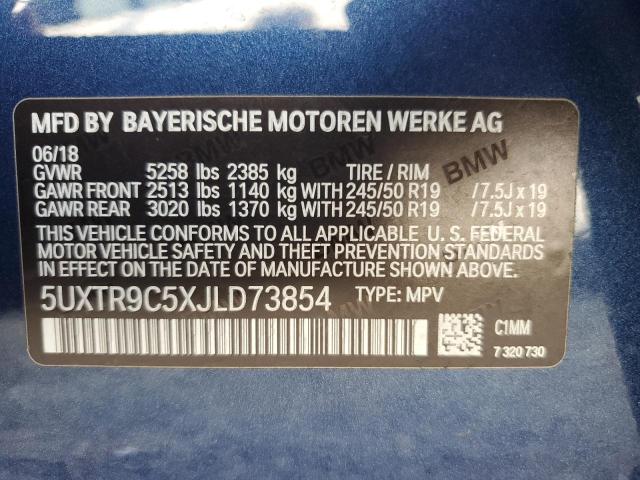 MFD BY BAYERISCHE MOTOREN WERKE AG
06/18
GVWR 5258 lbs 2385 kg TIRE / RIM
GAWR FRONT 2513 lbs 1140 kg WITH 245/50 R19 /7.5J x 19
GAWR REAR 3020 lbs 1370 kg WITH 245/50 R19 /7.5J x 19
THIS VEHICLE CONFORMS TO ALL APPLICABLE U. S. FEDERAL
MOTOR VEHICLE SAFETY AND THEFT PREVENTION STANDARDS
IN EFFECT ON THE DATE OF MANUFACTURE SHOWN ABOVE.
5UXTR9C5XJLD73854 TYPE: MPV
C1MM
7 320 730
BMW
BMW
BMW